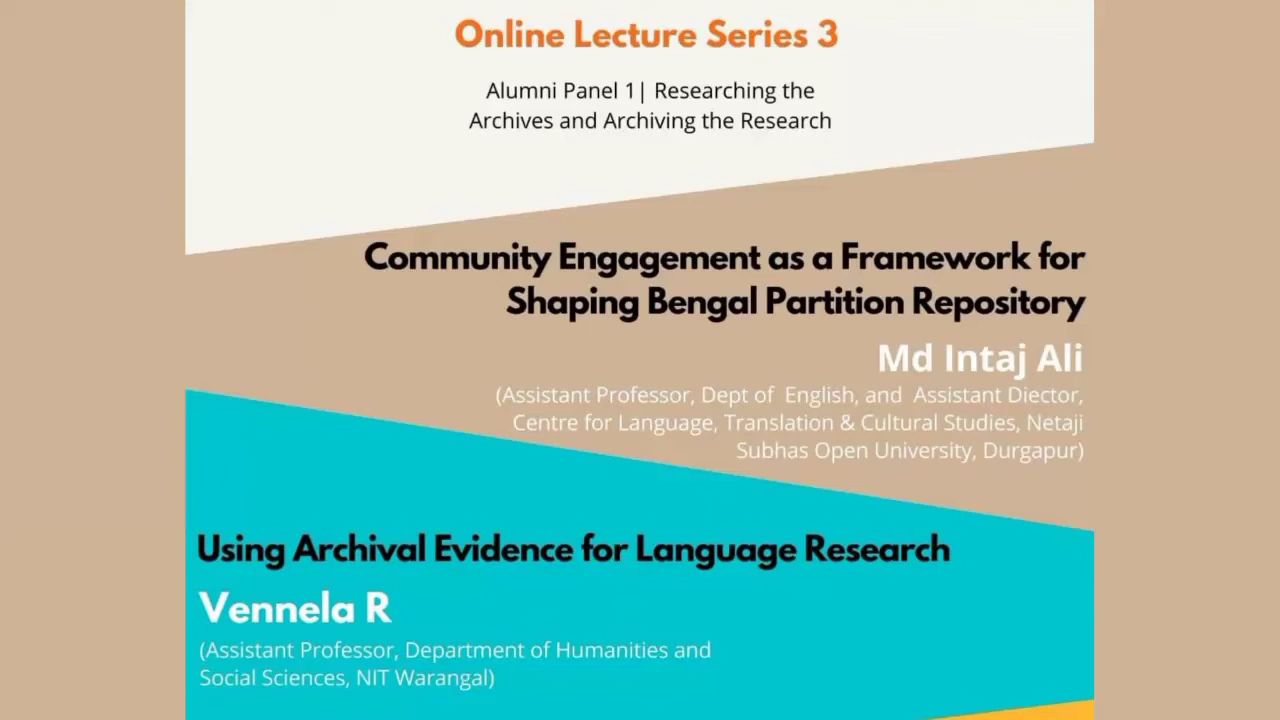 Online Lecture Series 3
Alumni Panel 1| Researching the
Archives and Archiving the Research
Community Engagement as a Framework for
Shaping Bengal Partition Repository
Md Intaj Ali
(Assistant Professor, Dept of English, and Assistant Diector,
Centre for Language, Translation & Cultural Studies, Netaji
Subhas Open University, Durgapur)
Using Archival Evidence for Language Research
Vennela R
(Assistant Professor, Department of Humanities and
Social Sciences, NIT Warangal)